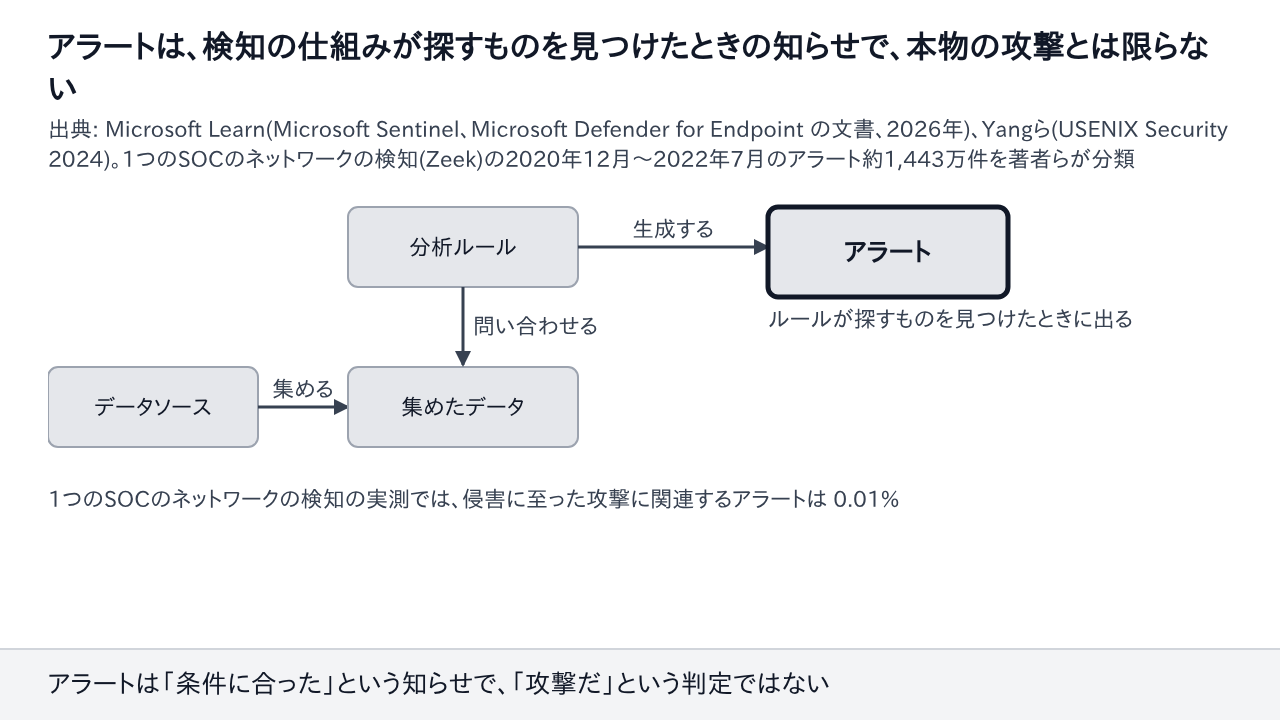 アラートは、検知の仕組みが探すものを見つけたときの知らせで、本物の攻撃とは限らな
い
出典: Microsoft Learn(Microsoft Sentinel、Microsoft Defender for Endpoint の文書、2026年)、Yangら(USENIX Security
2024)。1つのSOCのネットワークの検知(Zeek)の2020年12月〜2022年7月のアラート約1,443万件を著者らが分類
分析ルール
生成する
アラート
ルールが探すものを見つけたときに出る
問い合わせる
データソース
集める
集めたデータ
1つのSOCのネットワークの検知の実測では、侵害に至った攻撃に関連するアラートは 0.01%
アラートは「条件に合った」という知らせで、「攻撃だ」という判定ではない